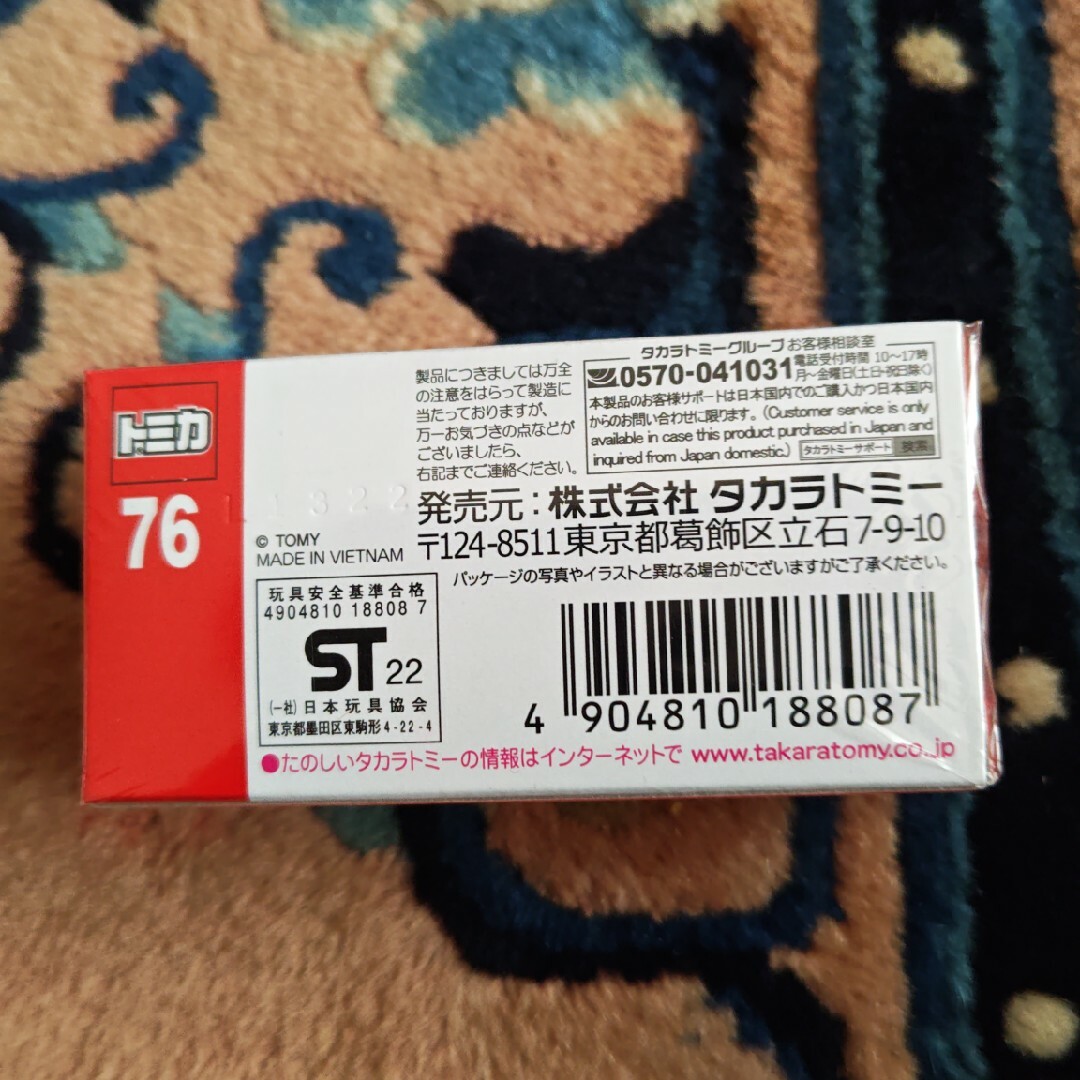 トミカ
76
1322
© TOMY
MADE IN VIETNAM
玩具安全基準合格
4904810 18808 7
ST 22
(一社)日本玩具協会
東京都墨田区東駒形4-22-4
製品につきましては万全
の注意をはらって製造に
当たっておりますが、
万一お気づきの点などが
ございましたら、
右記までご連絡ください。
タカラトミーグループお客様相談室
0570-041031
電話受付時間 10〜17時
月〜金曜日(土日・祝日除く)
本製品のお客様サポートは日本国内でのご購入かつ日本国内
からのお問い合わせに限ります。(Customer service is only
available in case this product purchased in Japan and
inquired from Japan domestic.)
タカラトミーサポート 検索
発売元:株式会社 タカラトミー
〒124-8511東京都葛飾区立石7-9-10
パッケージの写真やイラストと異なる場合がございますがご了承ください。
4 904810 188087
●たのしいタカラトミーの情報はインターネットで www.takaratomy.co.jp